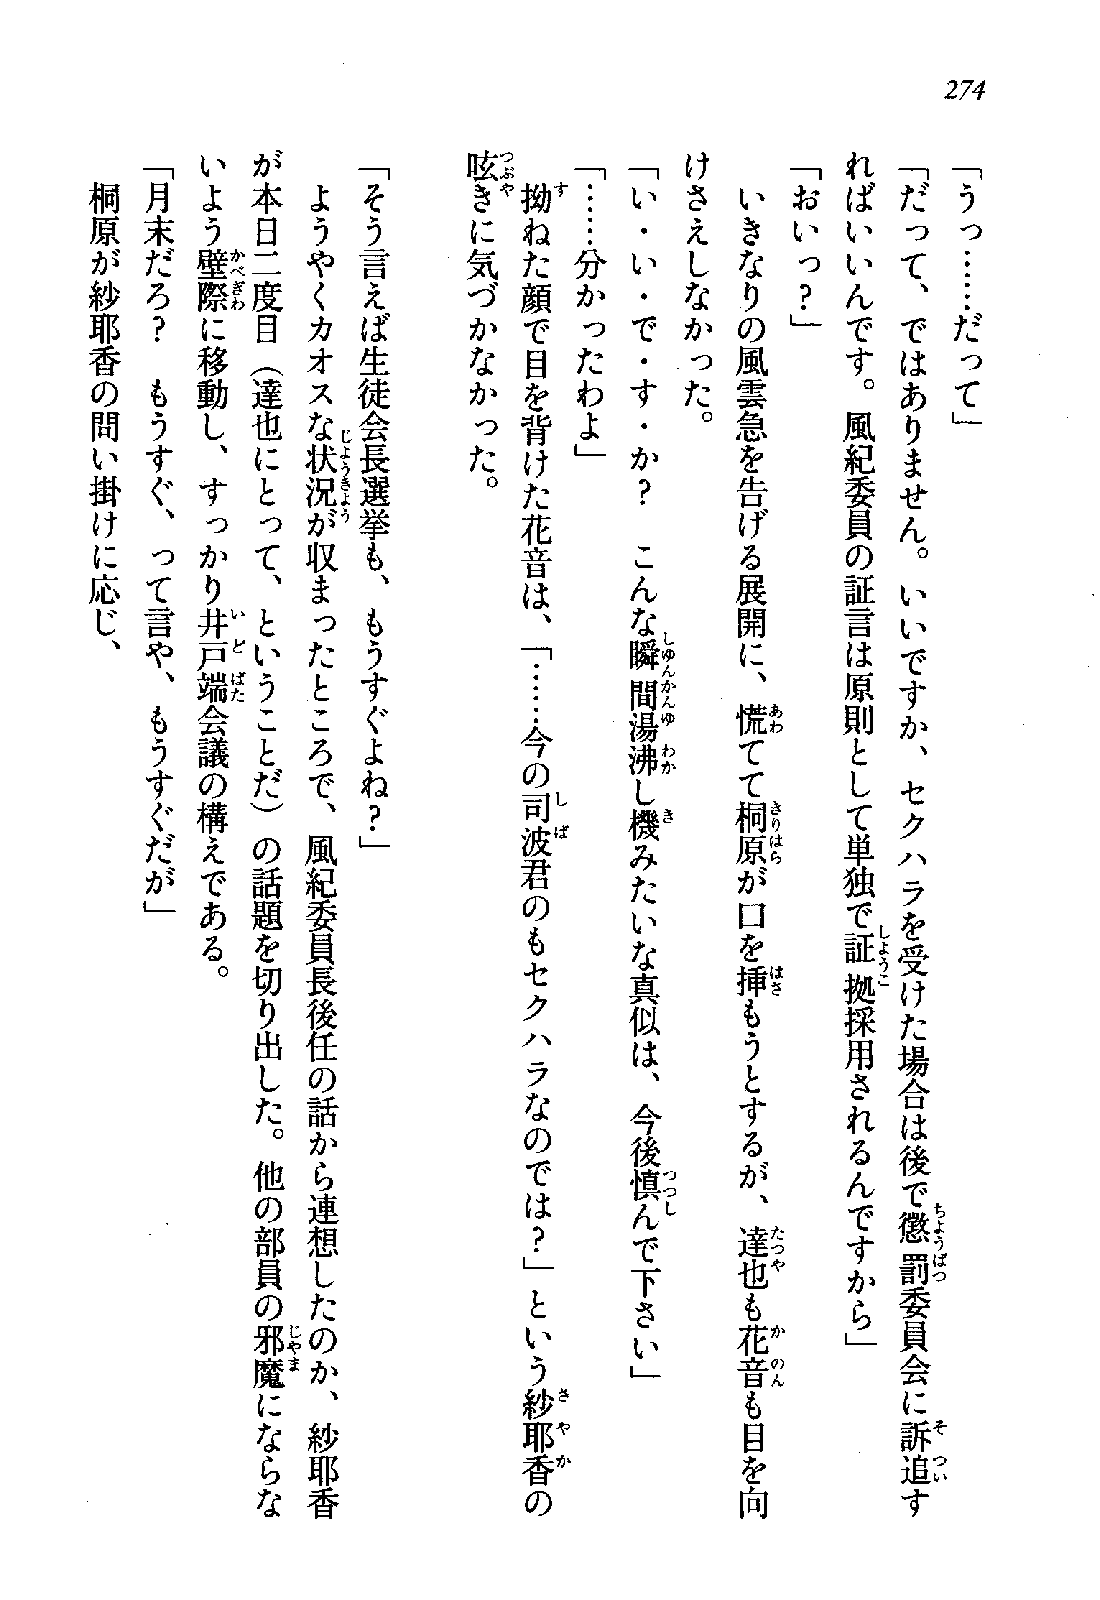 274
「うっ……だって」
「だって、ではありません。いいですか、セクハラを受けた場合は後で懲罰委員会に訴追す
ればいいんです。風紀委員の証言は原則として単独で証拠採用されるんですから」
「おいっ?」
　いきなりの風雲急を告げる展開に、慌てて桐原が口を挿もうとするが、達也も花音も目を向
けさえしなかった。
「い・い・で・す・か?　こんな瞬間湯沸し機みたいな真似は、今後慎んで下さい」
「……分かったわよ」
　拗ねた顔で目を背けた花音は、「……今の司波君のもセクハラなのでは?」という紗耶香の
呟きに気づかなかった。
「そう言えば生徒会長選挙も、もうすぐよね?」
　ようやくカオスな状況が収まったところで、風紀委員長後任の話から連想したのか、紗耶香
が本日二度目（達也にとって、ということだ）の話題を切り出した。他の部員の邪魔にならな
いよう壁際に移動し、すっかり井戸端会議の構えである。
「月末だろ?　もうすぐ、って言や、もうすぐだが」
　桐原が紗耶香の問い掛けに応じ、